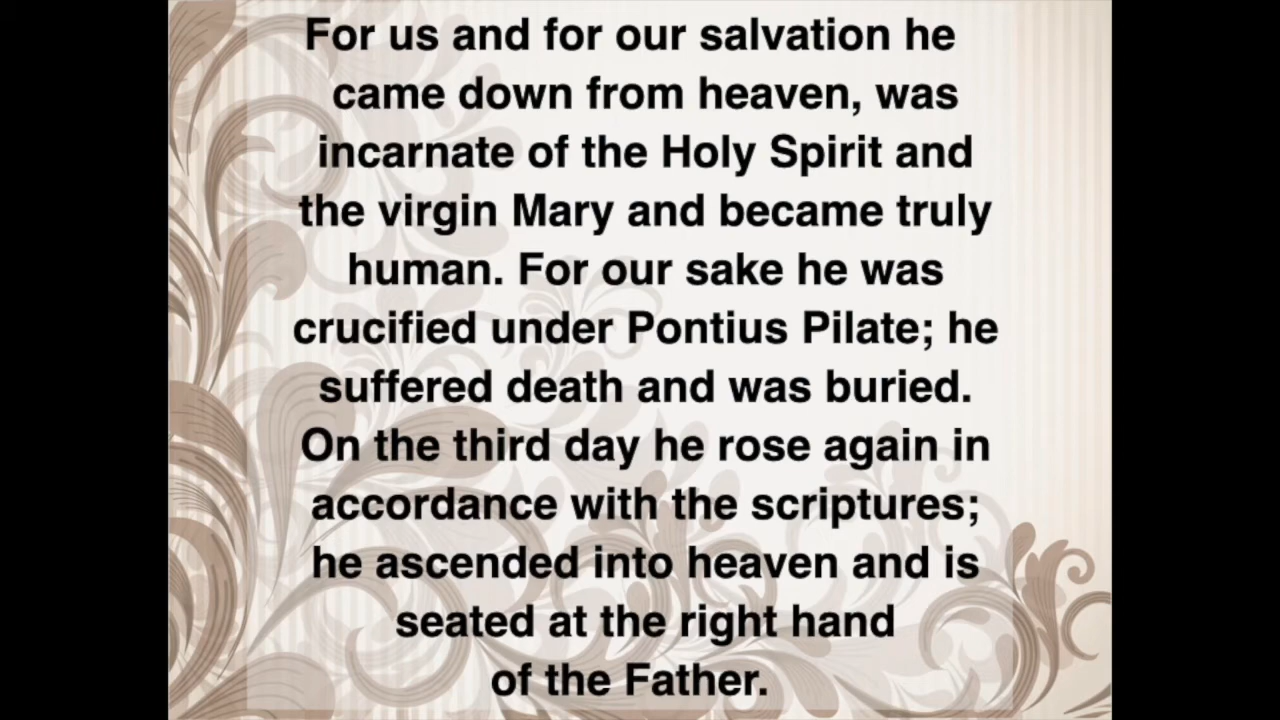 For us and for our salvation he
came down from heaven, was
incarnate of the Holy Spirit and
the virgin Mary and became truly
human. For our sake he was
crucified under Pontius Pilate; he
suffered death and was buried.
On the third day he rose again in
accordance with the scriptures;
he ascended into heaven and is
seated at the right hand
of the Father.